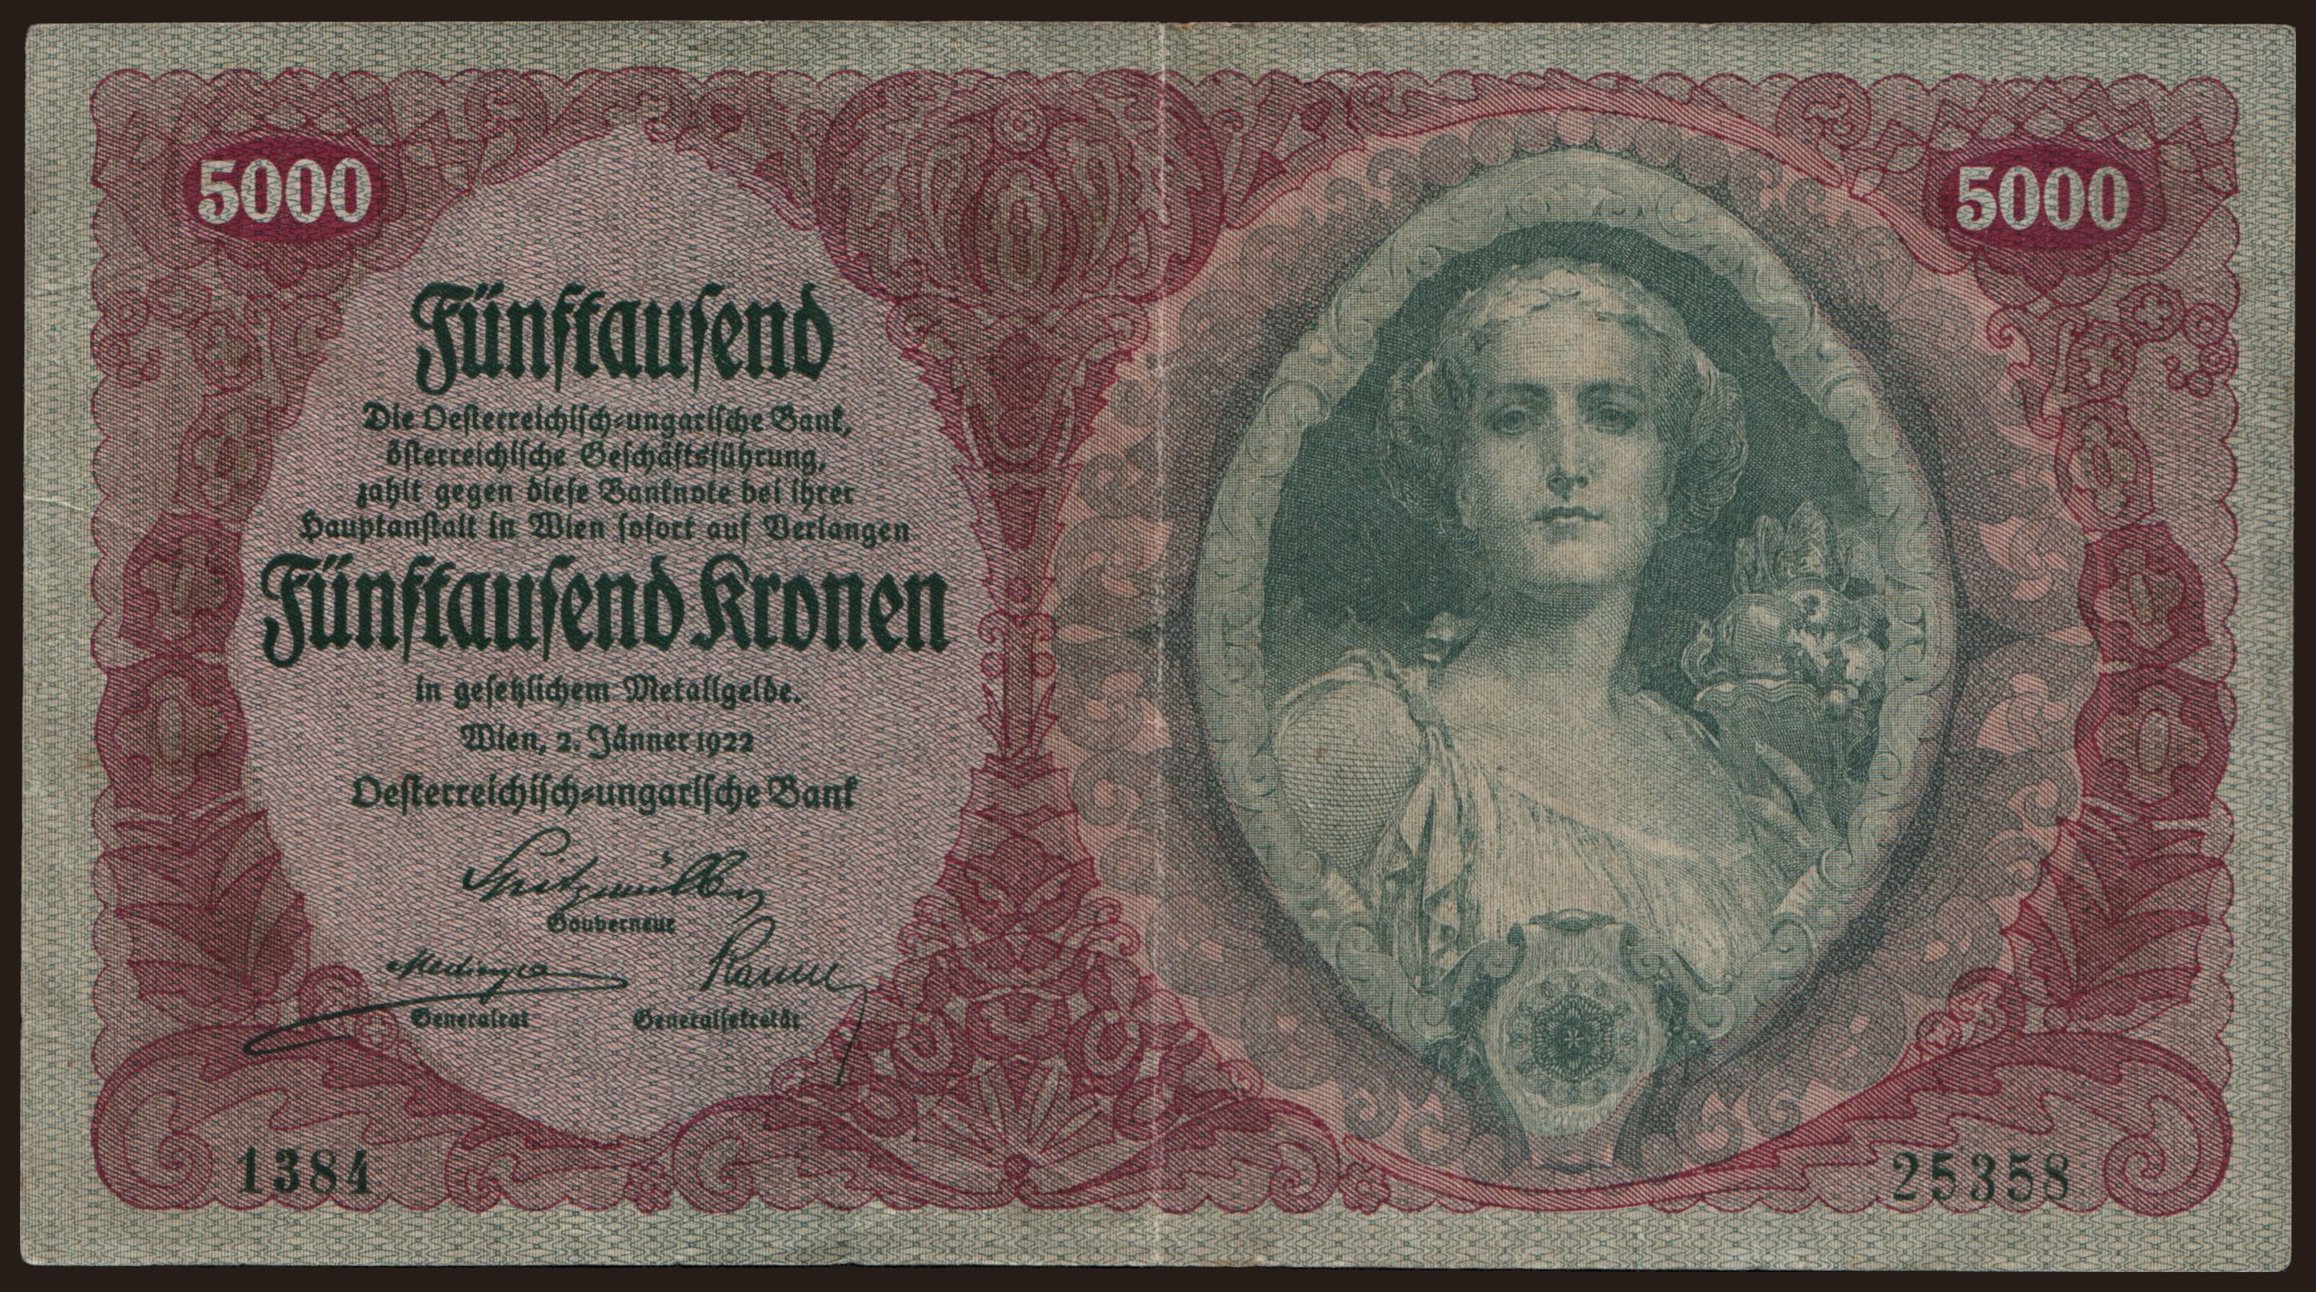 5000
5000
Fünftausend
Die Oesterreichisch-ungarische Bank,
österreichische Geschäftsführung,
zahlt gegen diese Banknote bei ihrer
Hauptanstalt in Wien sofort auf Verlangen
Fünftausend Kronen
in gesetzlichem Metallgelde.
Wien, 2. Jänner 1922
Oesterreichisch-ungarische Bank
Spitzmüller
Gouverneur
Generalrat Generalsekretär
1384
25358